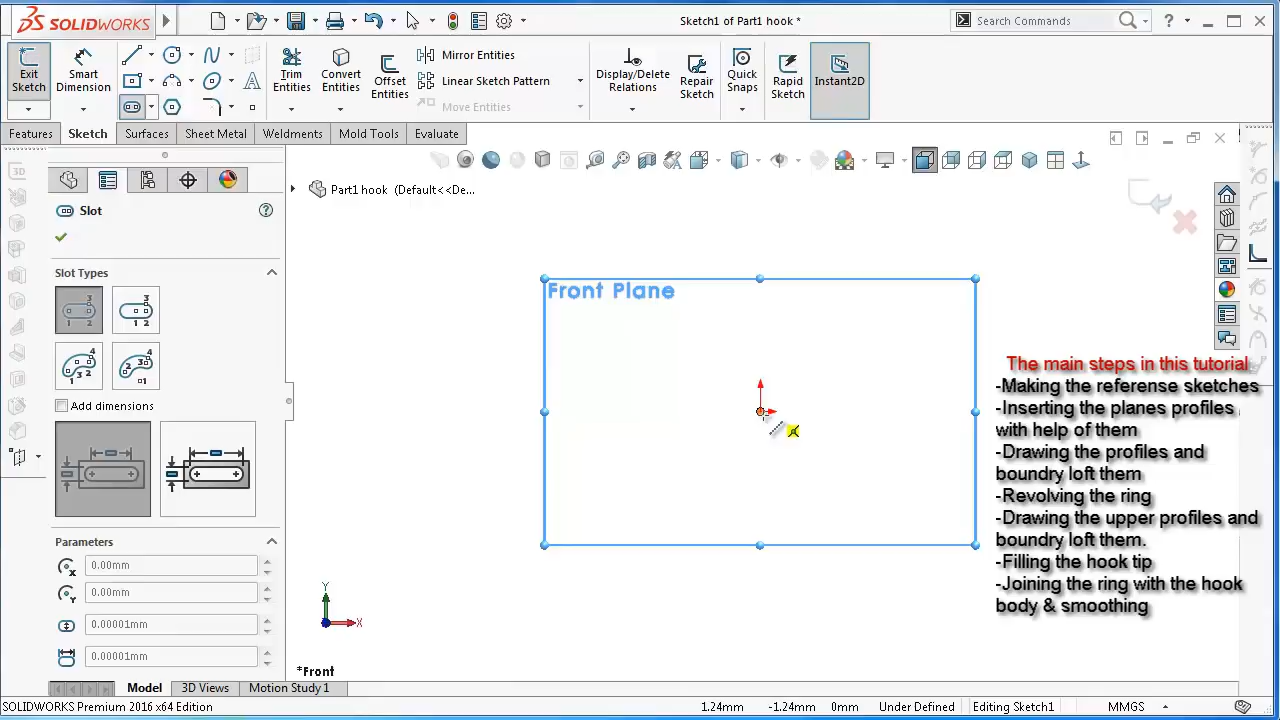 SOLIDWORKS
Sketch1 of Part1 hook *
Search Commands
?
Exit Sketch
Smart Dimension
Trim Entities
Convert Entities
Offset Entities
Mirror Entities
Linear Sketch Pattern
Move Entities
Display/Delete Relations
Repair Sketch
Quick Snaps
Rapid Sketch
Instant2D
Features
Sketch
Surfaces
Sheet Metal
Weldments
Mold Tools
Evaluate
Part1 hook (Default<<De...
Slot
Slot Types
Add dimensions
Parameters
0.00mm
0.00mm
0.00001mm
0.00001mm
Front Plane
The main steps in this tutorial
-Making the referense sketches
-Inserting the planes profiles
with help of them
-Drawing the profiles and
boundry loft them
-Revolving the ring
-Drawing the upper profiles and
boundry loft them.
-Filling the hook tip
-Joining the ring with the hook
body & smoothing
Y
X
*Front
Model
3D Views
Motion Study 1
SOLIDWORKS Premium 2016 x64 Edition
1.24mm
-1.24mm
0mm
Under Defined
Editing Sketch1
MMGS